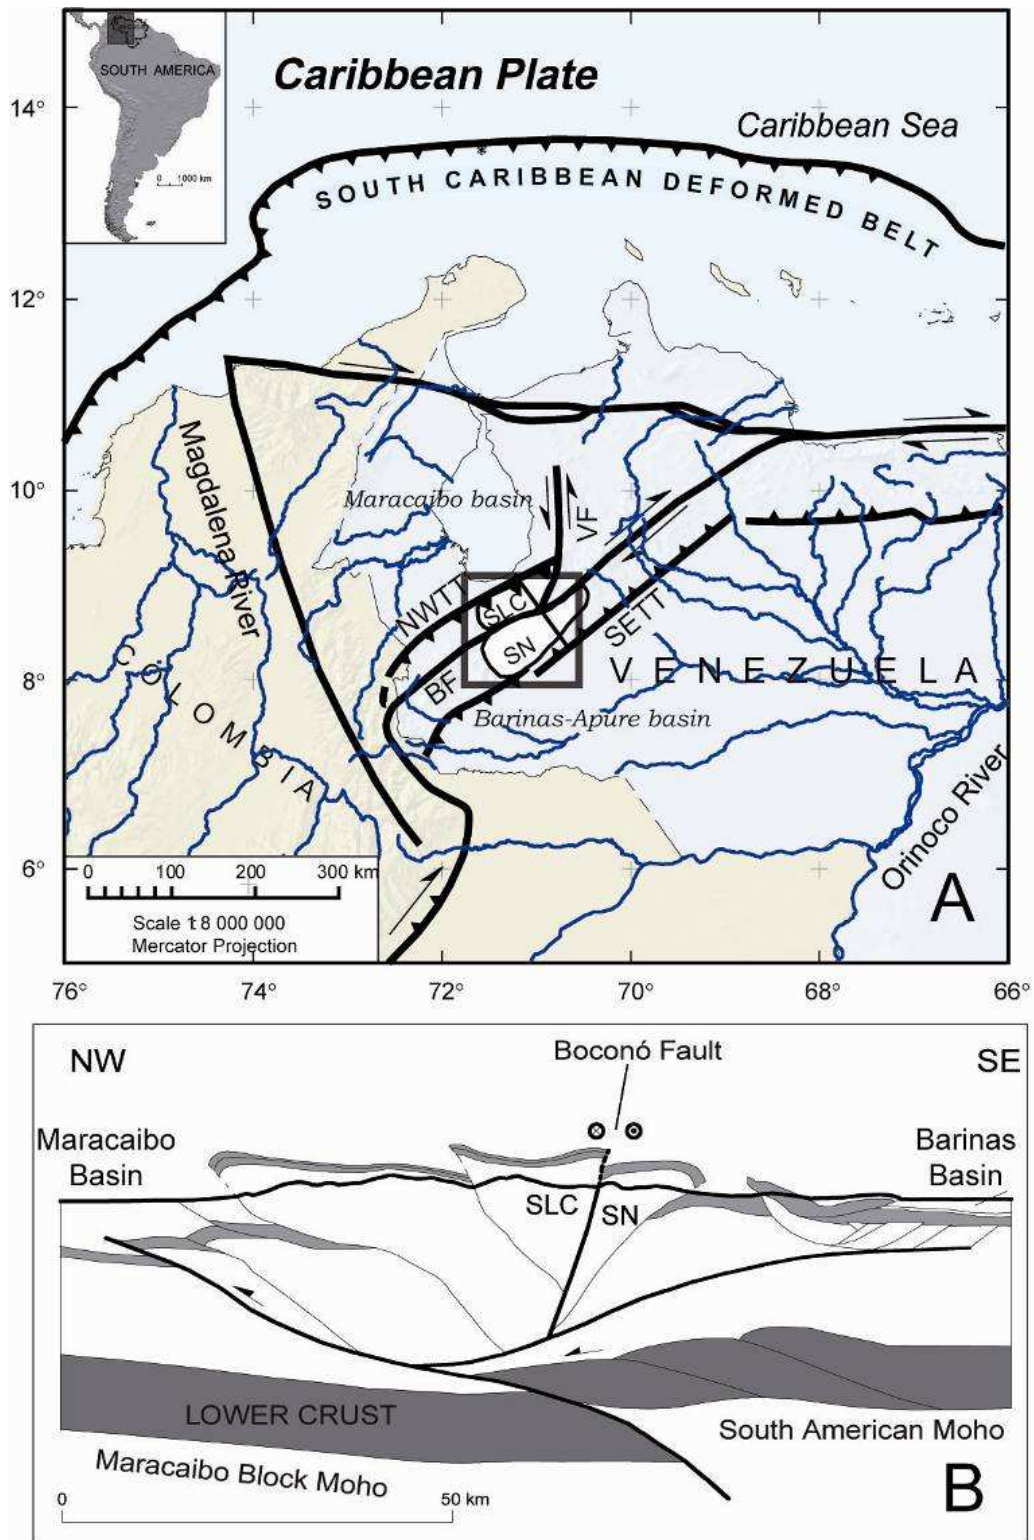 SOUTH AMERICA
0 1000 km
Caribbean Plate
Caribbean Sea
SOUTH CARIBBEAN DEFORMED BELT
14°
12°
10°
8°
6°
Magdalena River
Maracaibo basin
VF
NWTT
SLC
SN
BF
SETT
COLOMBIA
VENEZUELA
Barinas-Apure basin
Orinoco River
0 100 200 300 km
Scale 1:8 000 000
Mercator Projection
A
76° 74° 72° 70° 68° 66°
NW
Boconó Fault
SE
Maracaibo
Basin
Barinas
Basin
SLC
SN
LOWER CRUST
South American Moho
Maracaibo Block Moho
B
0 50 km